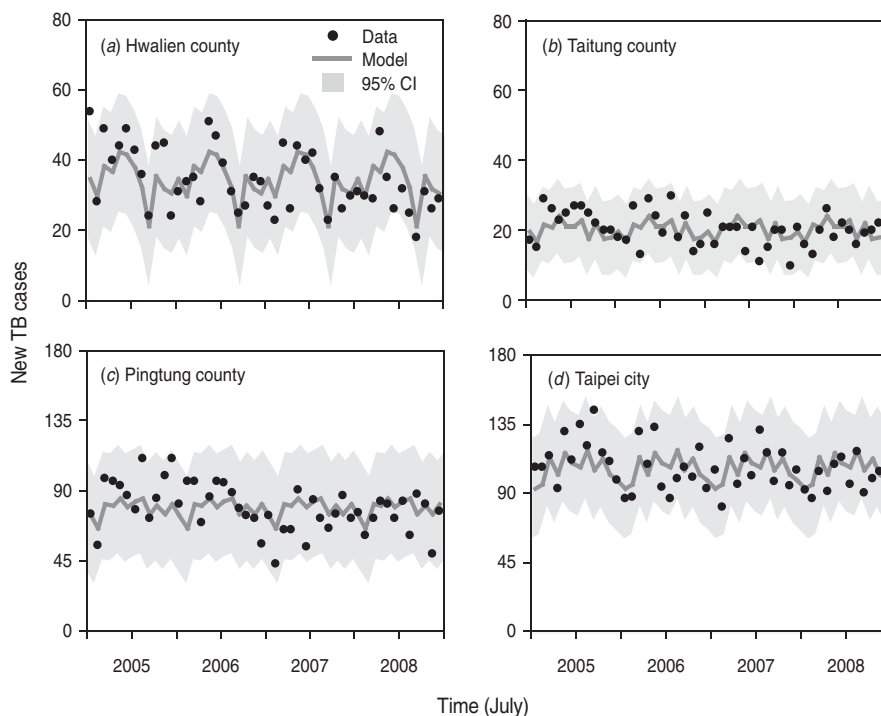 80
60
40
20
0
(a) Hwalien county
Data
Model
95% CI
80
60
40
20
0
(b) Taitung county
New TB cases
180
135
90
45
0
(c) Pingtung county
2005 2006 2007 2008
180
135
90
45
0
(d) Taipei city
2005 2006 2007 2008
Time (July)